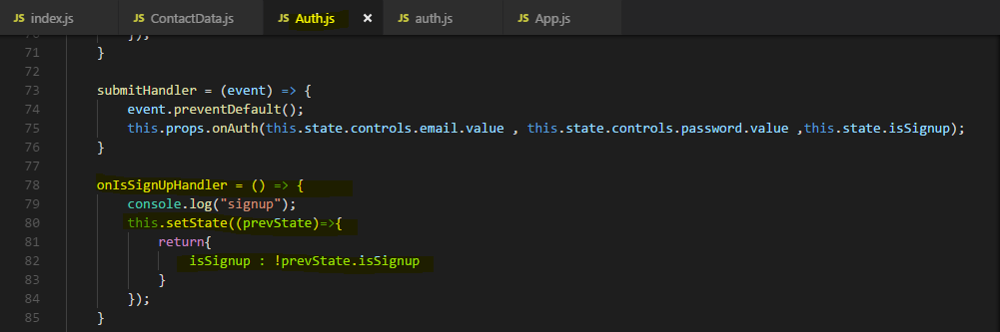 JS index.js JS ContactData.js JS Auth.js × JS auth.js JS App.js
70 });
71 }
72
73 submitHandler = (event) => {
74 event.preventDefault();
75 this.props.onAuth(this.state.controls.email.value , this.state.controls.password.value ,this.state.isSignup);
76 }
77
78 onIsSignUpHandler = () => {
79 console.log("signup");
80 this.setState((prevState)=>{
81 return{
82 isSignup : !prevState.isSignup
83 }
84 });
85 }